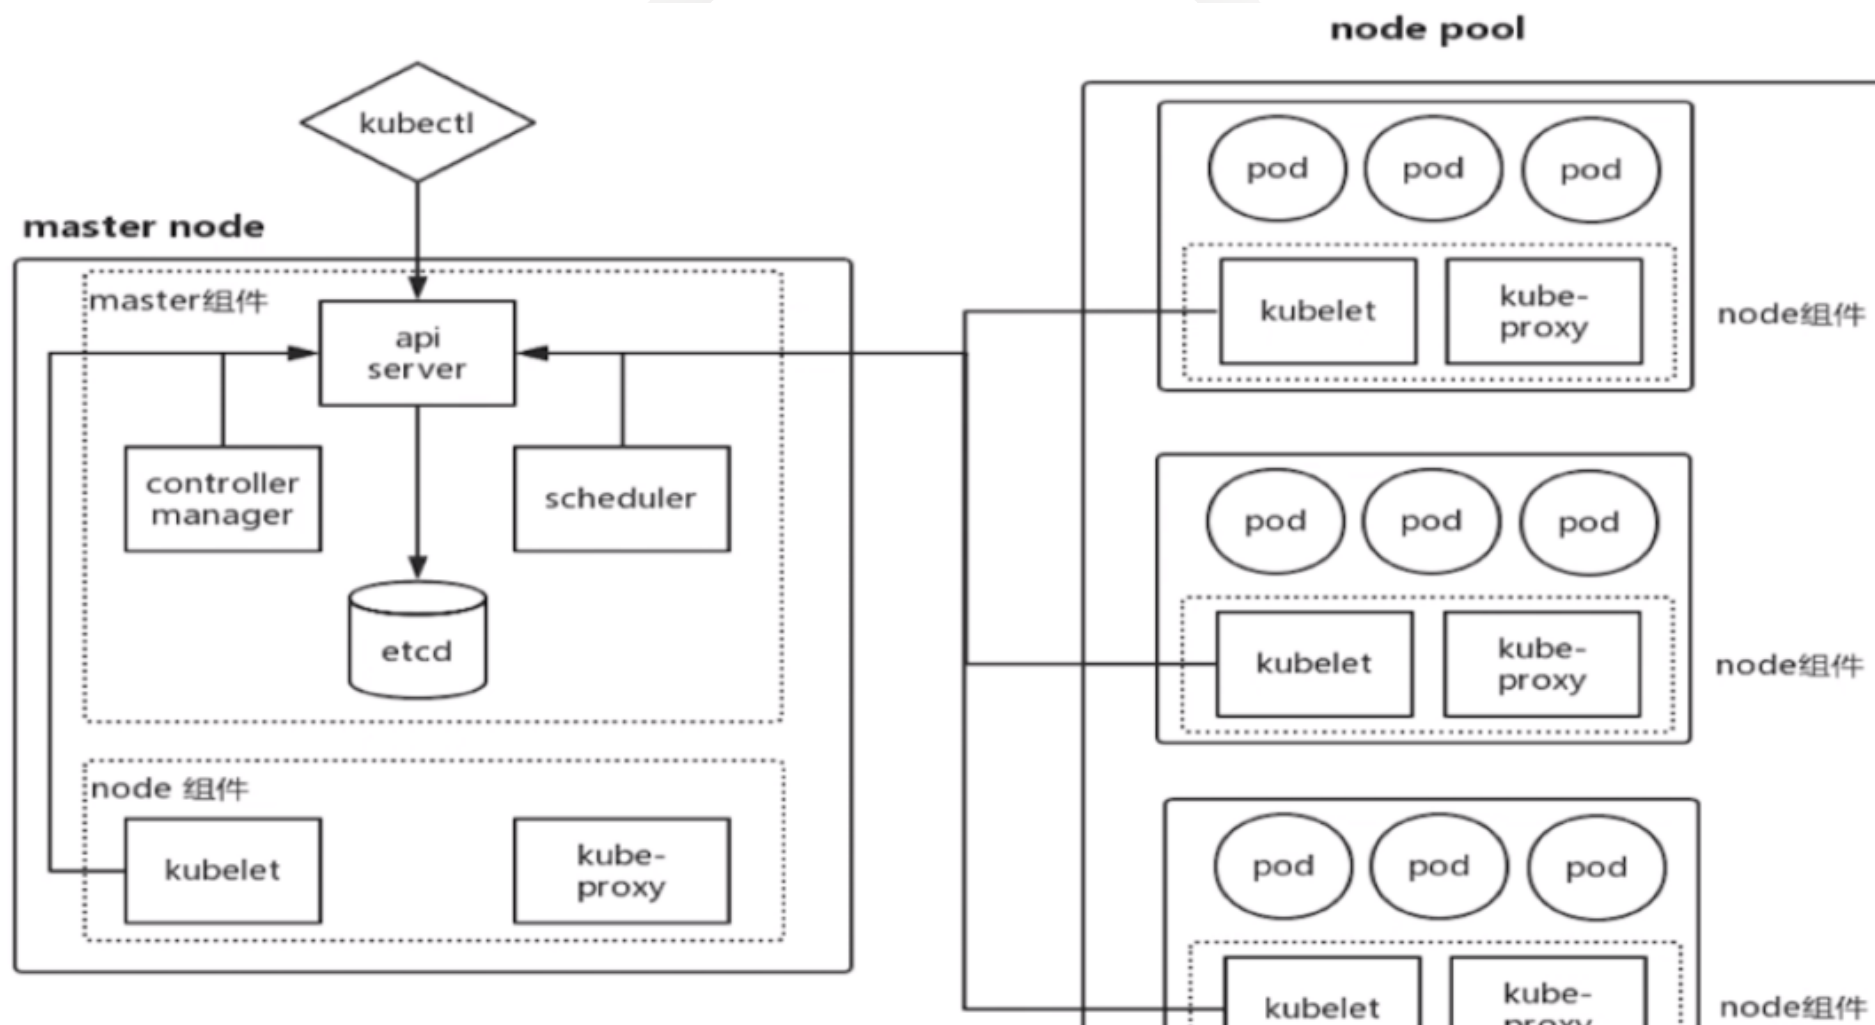 node pool
kubectl
master node
master组件
api
server
controller
manager
scheduler
etcd
node 组件
kubelet
kube-
proxy
pod
pod
pod
kubelet
kube-
proxy
node组件
pod
pod
pod
kubelet
kube-
proxy
node组件
pod
pod
pod
kubelet
kube-
proxy
node组件